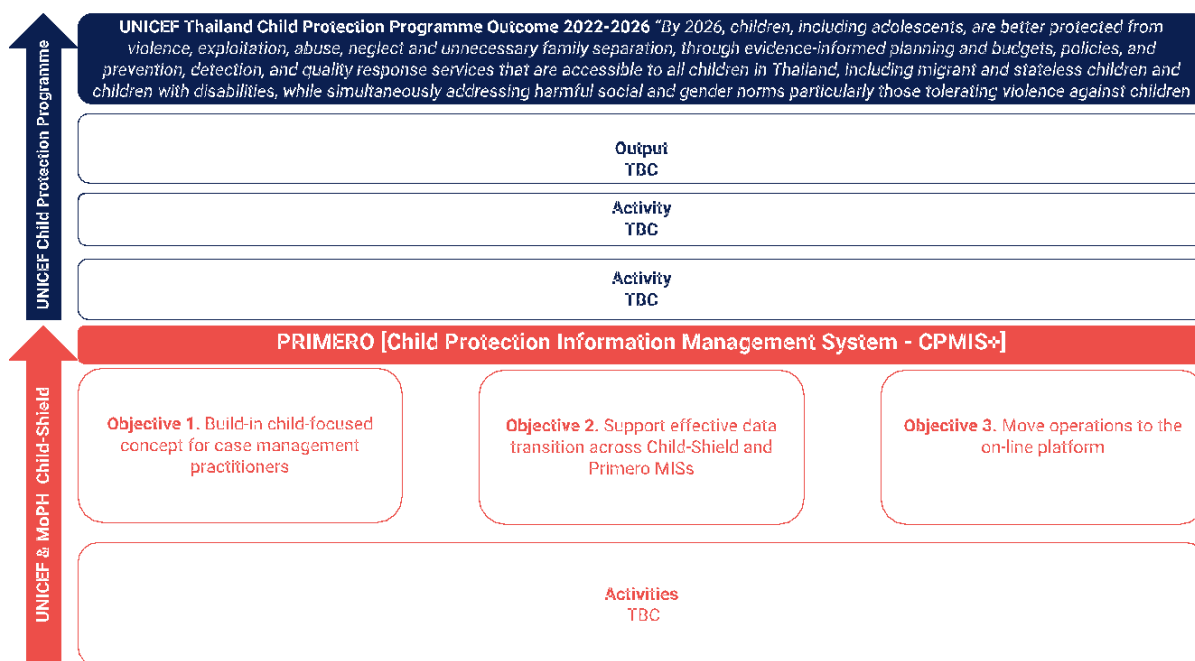 UNICEF Thailand Child Protection Programme Outcome 2022-2026 "By 2026, children, including adolescents, are better protected from
violence, exploitation, abuse, neglect and unnecessary family separation, through evidence-informed planning and budgets, policies, and
prevention, detection, and quality response services that are accessible to all children in Thailand, including migrant and stateless children and
children with disabilities, while simultaneously addressing harmful social and gender norms particularly those tolerating violence against children
UNICEF Child Protection Programme
Output
TBC
Activity
TBC
Activity
TBC
PRIMERO [Child Protection Information Management System - CPMIS+]
UNICEF & MoPH Child-Shield
Objective 1. Build-in child-focused
concept for case management
practitioners
Objective 2. Support effective data
transition across Child-Shield and
Primero MISs
Objective 3. Move operations to the
on-line platform
Activities
TBC